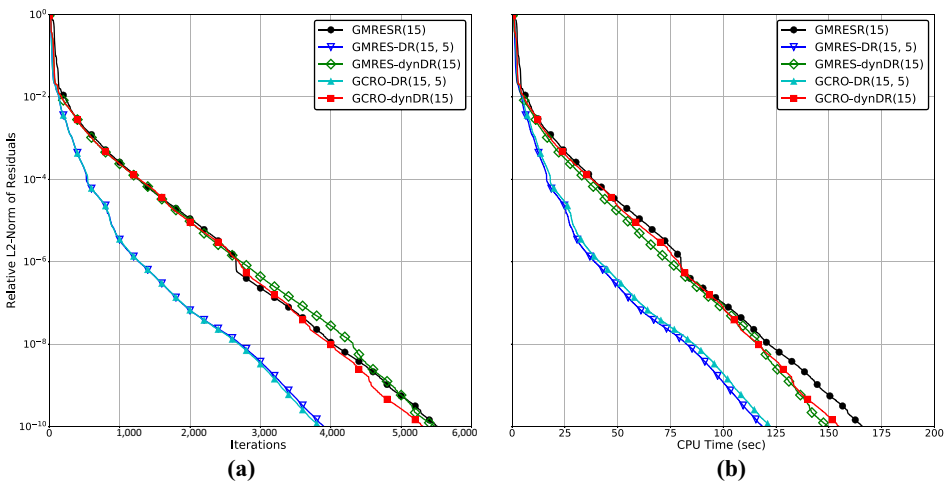 Relative L2-Norm of Residuals
10^0
10^-2
10^-4
10^-6
10^-8
10^-10
0
1,000
2,000
3,000
4,000
5,000
6,000
Iterations
GMRESR(15)
GMRES-DR(15, 5)
GMRES-dynDR(15)
GCRO-DR(15, 5)
GCRO-dynDR(15)
(a)
GMRESR(15)
GMRES-DR(15, 5)
GMRES-dynDR(15)
GCRO-DR(15, 5)
GCRO-dynDR(15)
0
25
50
75
100
125
150
175
200
CPU Time (sec)
(b)